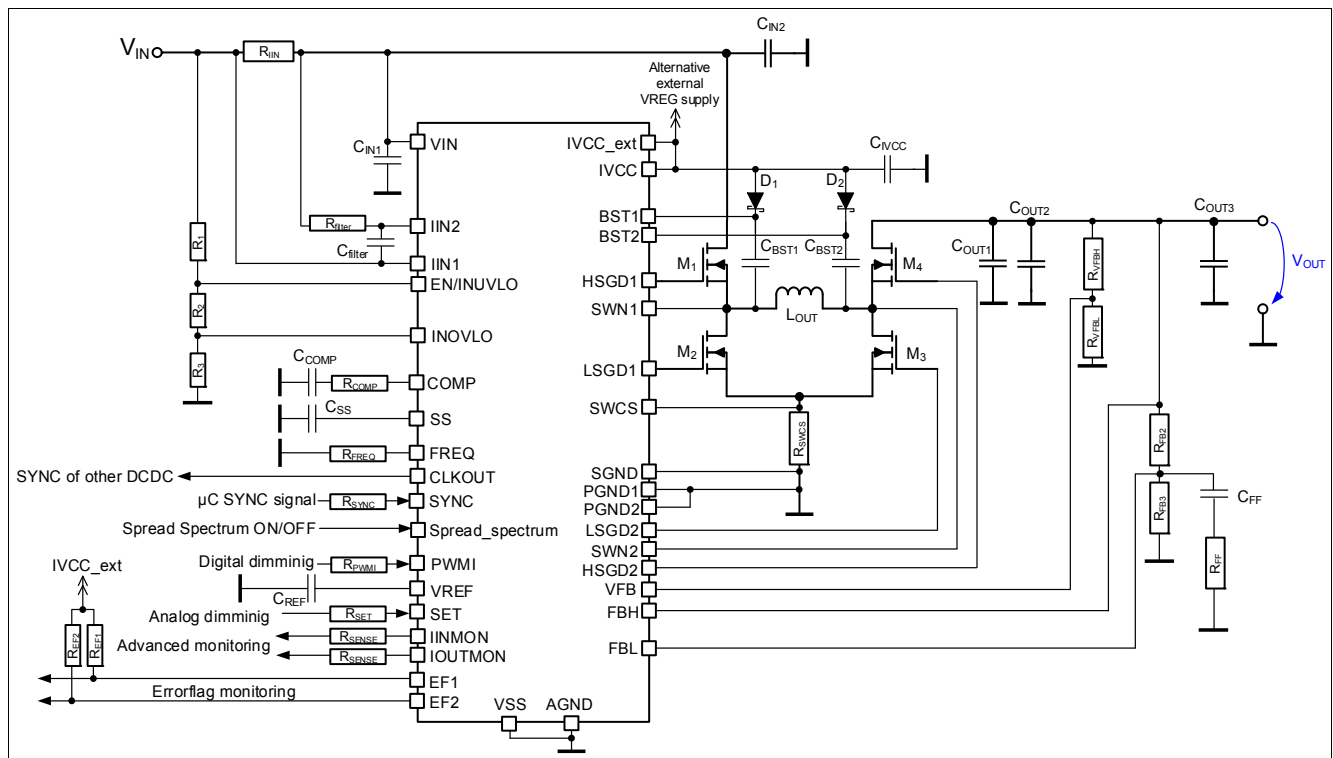 VIN
RIIN
CIN2
Alternative
external
VREG supply
CIN1
VIN
IVCC_ext
IVCC
CIVCC
D1
D2
BST1
BST2
CBST1
CBST2
COUT1
COUT2
COUT3
VOUT
R1
Rfilter
Cfilter
IIN2
IIN1
EN/INUVLO
R2
INOVLO
R3
M1
M4
HSGD1
SWN1
LOUT
M2
M3
LSGD1
RVFBH
RVFBL
CCOMP
RCOMP
COMP
CSS
SS
RFREQ
FREQ
SWCS
RSWCS
SYNC of other DCDC
CLKOUT
SGND
PGND1
PGND2
µC SYNC signal
RSYNC
SYNC
Spread Spectrum ON/OFF
Spread_spectrum
LSGD2
SWN2
HSGD2
RFB2
RFB3
CFF
RFF
Digital dimminig
RPWMI
PWMI
IVCC_ext
CREF
VREF
VFB
Analog dimminig
RSET
SET
FBH
Advanced monitoring
RSENSE
IINMON
RSENSE
IOUTMON
FBL
REF2
REF1
EF1
Errorflag monitoring
EF2
VSS
AGND